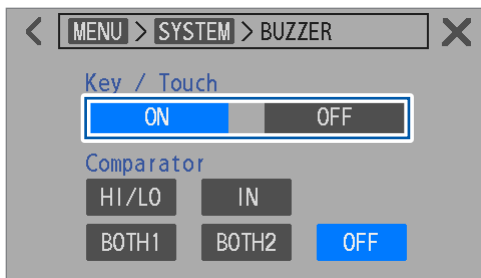 < MENU > SYSTEM > BUZZER X
Key / Touch
ON OFF
Comparator
HI/LO IN
BOTH1 BOTH2 OFF